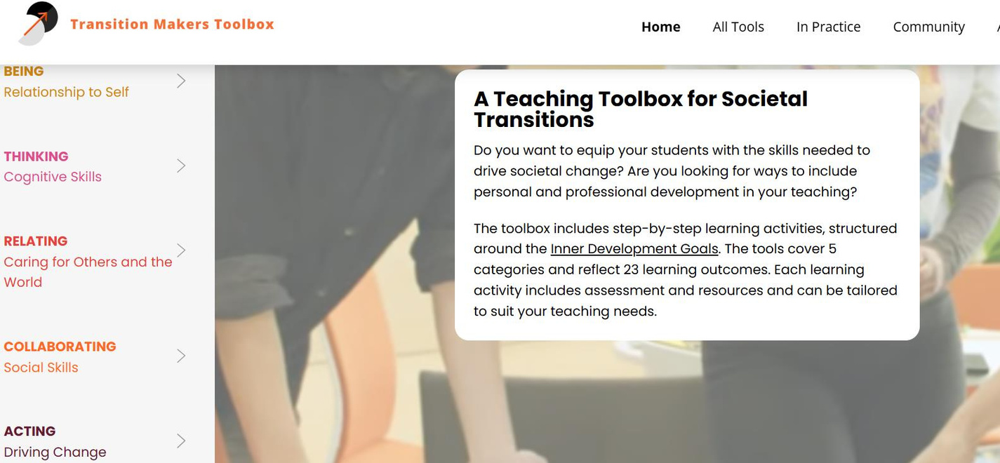 Transition Makers Toolbox
Home
All Tools
In Practice
Community
BEING
Relationship to Self
THINKING
Cognitive Skills
RELATING
Caring for Others and the
World
COLLABORATING
Social Skills
ACTING
Driving Change
A Teaching Toolbox for Societal
Transitions
Do you want to equip your students with the skills needed to
drive societal change? Are you looking for ways to include
personal and professional development in your teaching?
The toolbox includes step-by-step learning activities, structured
around the Inner Development Goals. The tools cover 5
categories and reflect 23 learning outcomes. Each learning
activity includes assessment and resources and can be tailored
to suit your teaching needs.